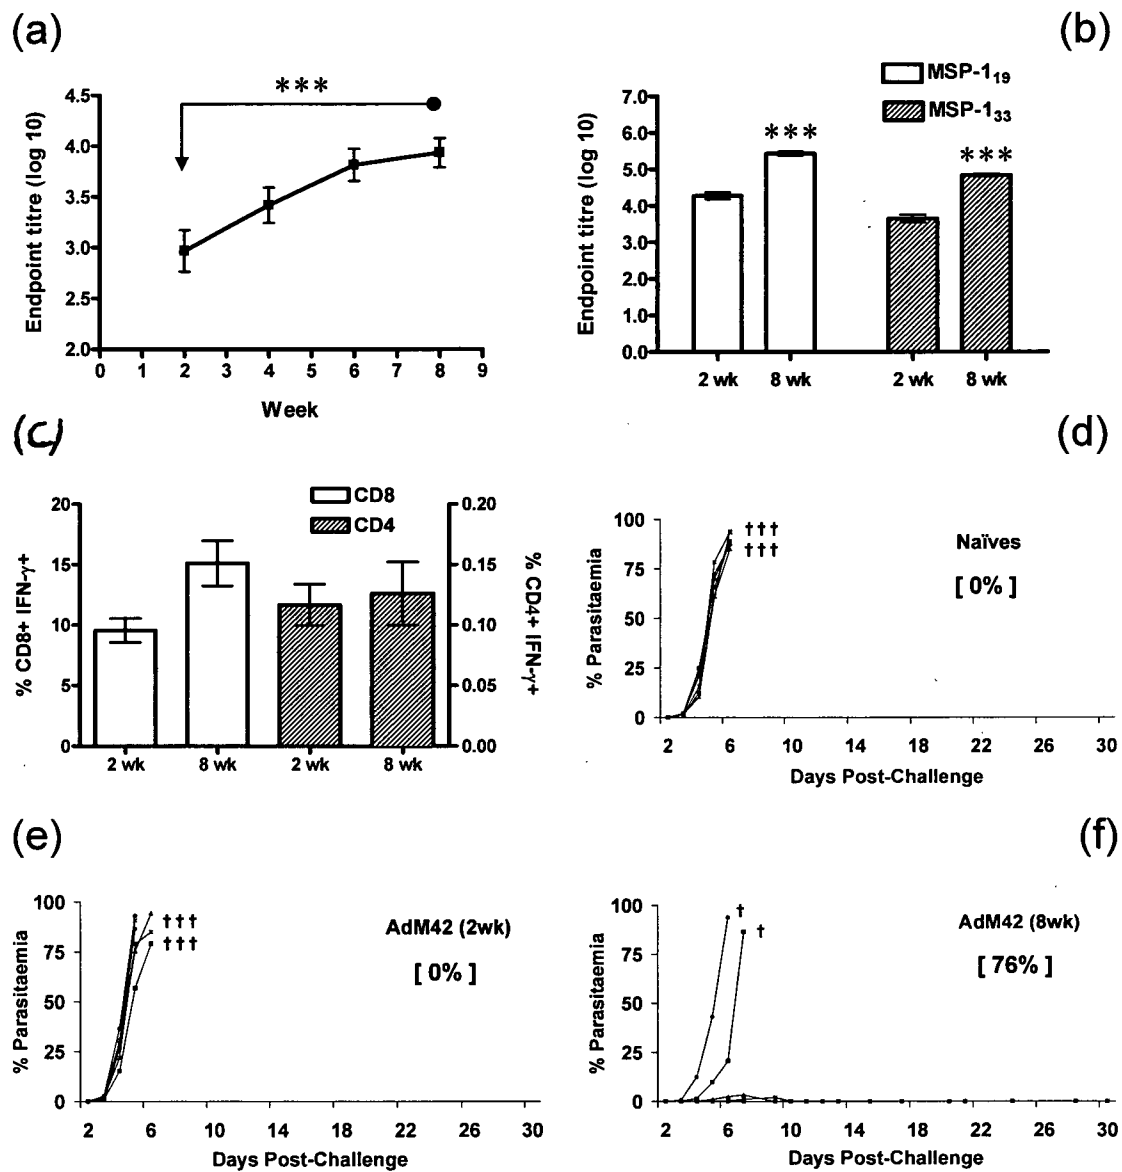 (a)
(b)
***
Endpoint titre (log 10)
4.5
4.0
3.5
3.0
2.5
2.0
0 1 2 3 4 5 6 7 8 9
Week
MSP-1₁₉
MSP-1₃₃
Endpoint titre (log 10)
7.0
6.0
5.0
4.0
3.0
2.0
1.0
0.0
***
***
2 wk 8 wk 2 wk 8 wk
(c)
(d)
CD8
CD4
% CD8+ IFN-γ+
20
15
10
5
0
0.20
0.15
0.10
0.05
0.00
% CD4+ IFN-γ+
2 wk 8 wk 2 wk 8 wk
% Parasitaemia
100
75
50
25
0
†††
†††
Naïves
[ 0% ]
2 6 10 14 18 22 26 30
Days Post-Challenge
(e)
(f)
% Parasitaemia
100
75
50
25
0
†††
†††
AdM42 (2wk)
[ 0% ]
2 6 10 14 18 22 26 30
Days Post-Challenge
% Parasitaemia
100
75
50
25
0
†
†
AdM42 (8wk)
[ 76% ]
2 6 10 14 18 22 26 30
Days Post-Challenge